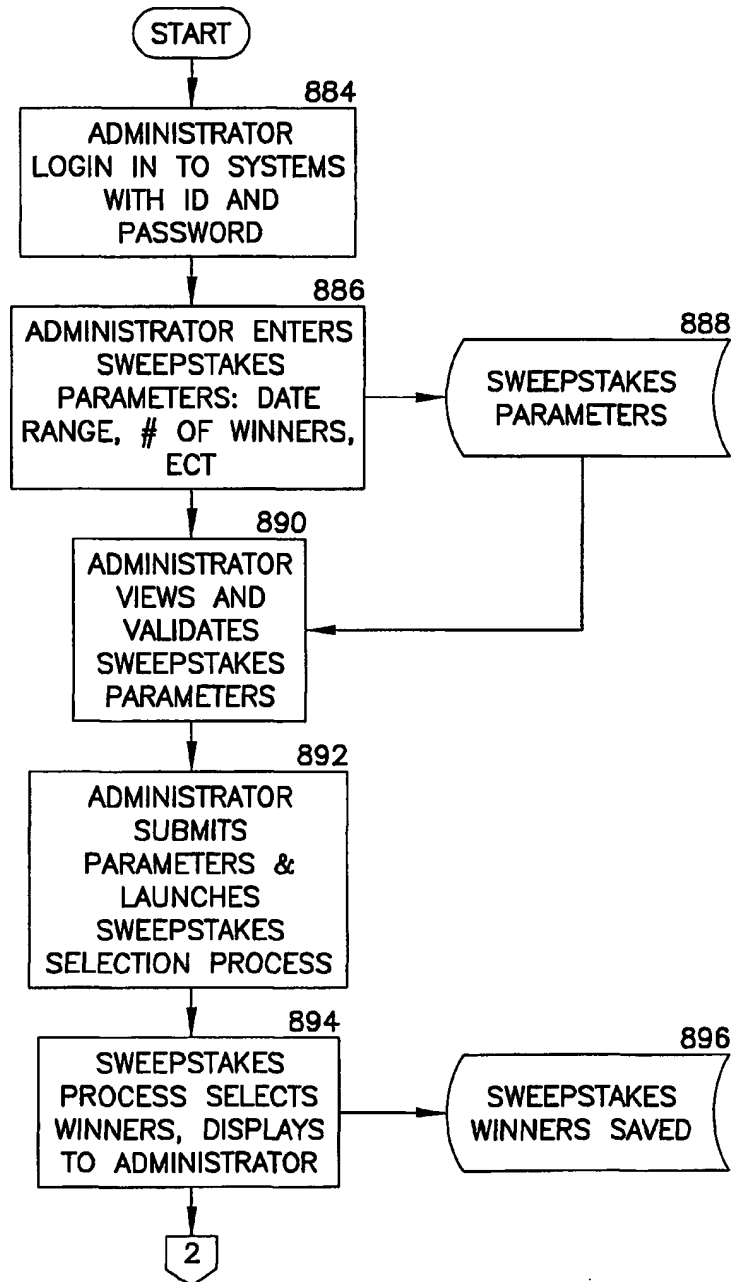 START
884
ADMINISTRATOR
LOGIN IN TO SYSTEMS
WITH ID AND
PASSWORD
886
ADMINISTRATOR ENTERS
SWEEPSTAKES
PARAMETERS: DATE
RANGE, # OF WINNERS,
ECT
888
SWEEPSTAKES
PARAMETERS
890
ADMINISTRATOR
VIEWS AND
VALIDATES
SWEEPSTAKES
PARAMETERS
892
ADMINISTRATOR
SUBMITS
PARAMETERS &
LAUNCHES
SWEEPSTAKES
SELECTION PROCESS
894
SWEEPSTAKES
PROCESS SELECTS
WINNERS, DISPLAYS
TO ADMINISTRATOR
896
SWEEPSTAKES
WINNERS SAVED
2